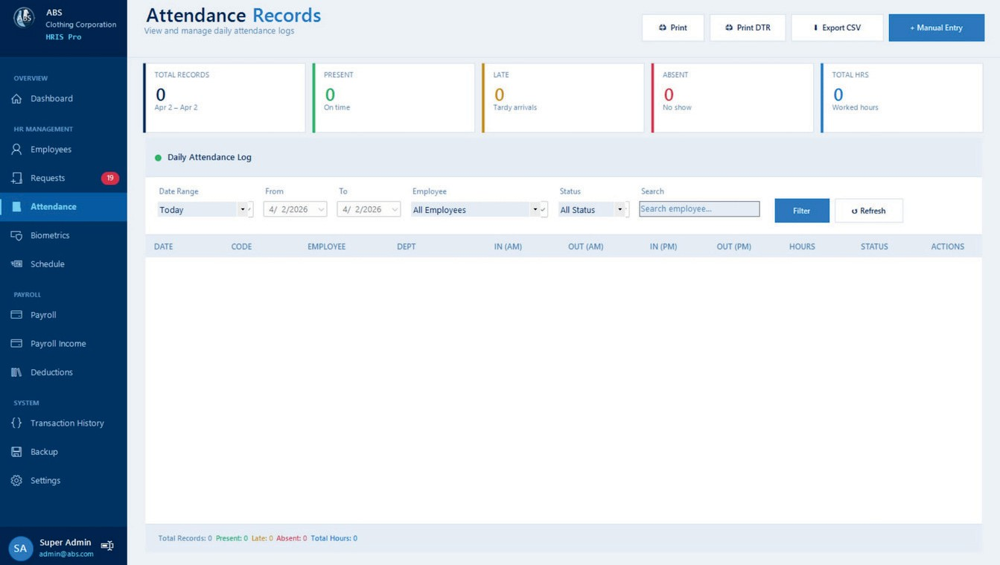 ABS
Clothing Corporation
HRIS Pro
OVERVIEW
Dashboard
HR MANAGEMENT
Employees
Requests 19
Attendance
Biometrics
Schedule
PAYROLL
Payroll
Payroll Income
Deductions
SYSTEM
Transaction History
Backup
Settings
SA
Super Admin
admin@abs.com
Attendance Records
View and manage daily attendance logs
Print
Print DTR
Export CSV
+ Manual Entry
TOTAL RECORDS
0
Apr 2 – Apr 2
PRESENT
0
On time
LATE
0
Tardy arrivals
ABSENT
0
No show
TOTAL HRS
0
Worked hours
Daily Attendance Log
Date Range From To Employee Status Search
Today 4/ 2/2026 4/ 2/2026 All Employees All Status Search employee... Filter Refresh
DATE CODE EMPLOYEE DEPT IN (AM) OUT (AM) IN (PM) OUT (PM) HOURS STATUS ACTIONS
Total Records: 0 Present: 0 Late: 0 Absent: 0 Total Hours: 0